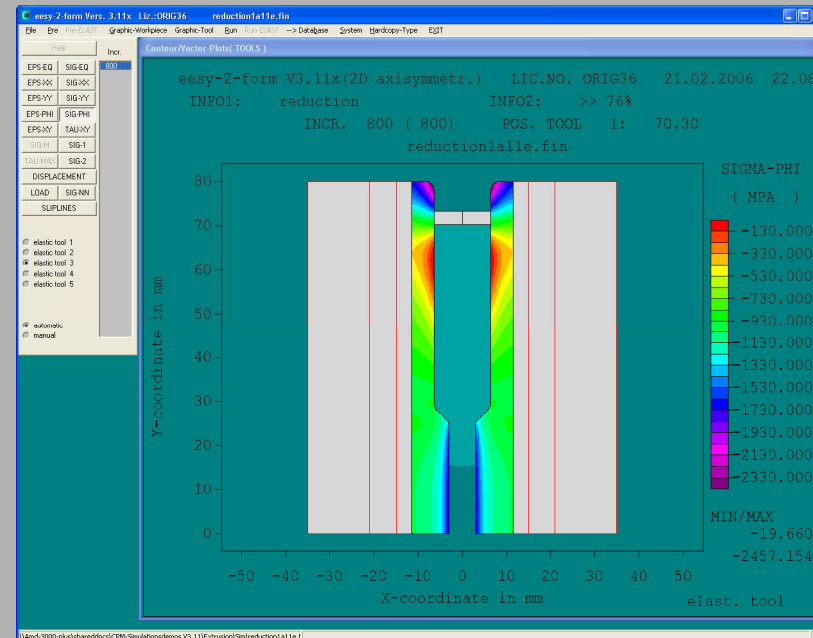 eesy-2-form Vers. 3.11x Liz.:ORIG36 reduction1a11e.fin
File Pre Pre-ELAST Graphic-Workpiece Graphic-Tool Run Run-ELAST --> Database System Hardcopy-Type EXIT
Help
Incr.
800
EPS-EQ SIG-EQ
EPS-XX SIG-XX
EPS-YY SIG-YY
EPS-PHI SIG-PHI
EPS-XY TAU-XY
SIG-M SIG-1
TAU-MAX SIG-2
DISPLACEMENT
LOAD SIG-NN
SLIPLINES
elastic tool 1
elastic tool 2
elastic tool 3
elastic tool 4
elastic tool 5
automatic
manual
Contour/Vector-Plots( TOOLS )
eesy-2-form V3.11x(2D axisymmetr.) LIC.NO. ORIG36 21.02.2006 22.08
INFO1: reduction INFO2: >> 76%
INCR. 800 ( 800) POS. TOOL 1: 70.30
reduction1a11e.fin
SIGMA-PHI
( MPA )
-130.000
-330.000
-530.000
-730.000
-930.000
-1130.000
-1330.000
-1530.000
-1730.000
-1930.000
-2130.000
-2330.000
MIN/MAX
-19.660
-2457.154
elast. tool
Y-coordinate in mm
80
70
60
50
40
30
20
10
0
-50 -40 -30 -20 -10 0 10 20 30 40 50
X-coordinate in mm